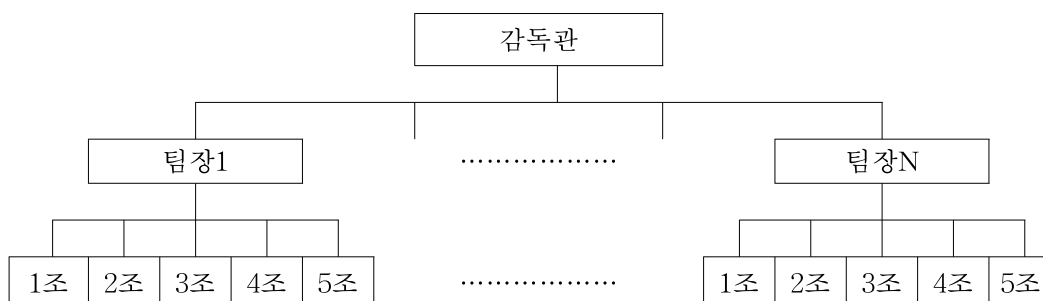 감독관
팀장1 ………………… 팀장N
1조 2조 3조 4조 5조 ………………… 1조 2조 3조 4조 5조